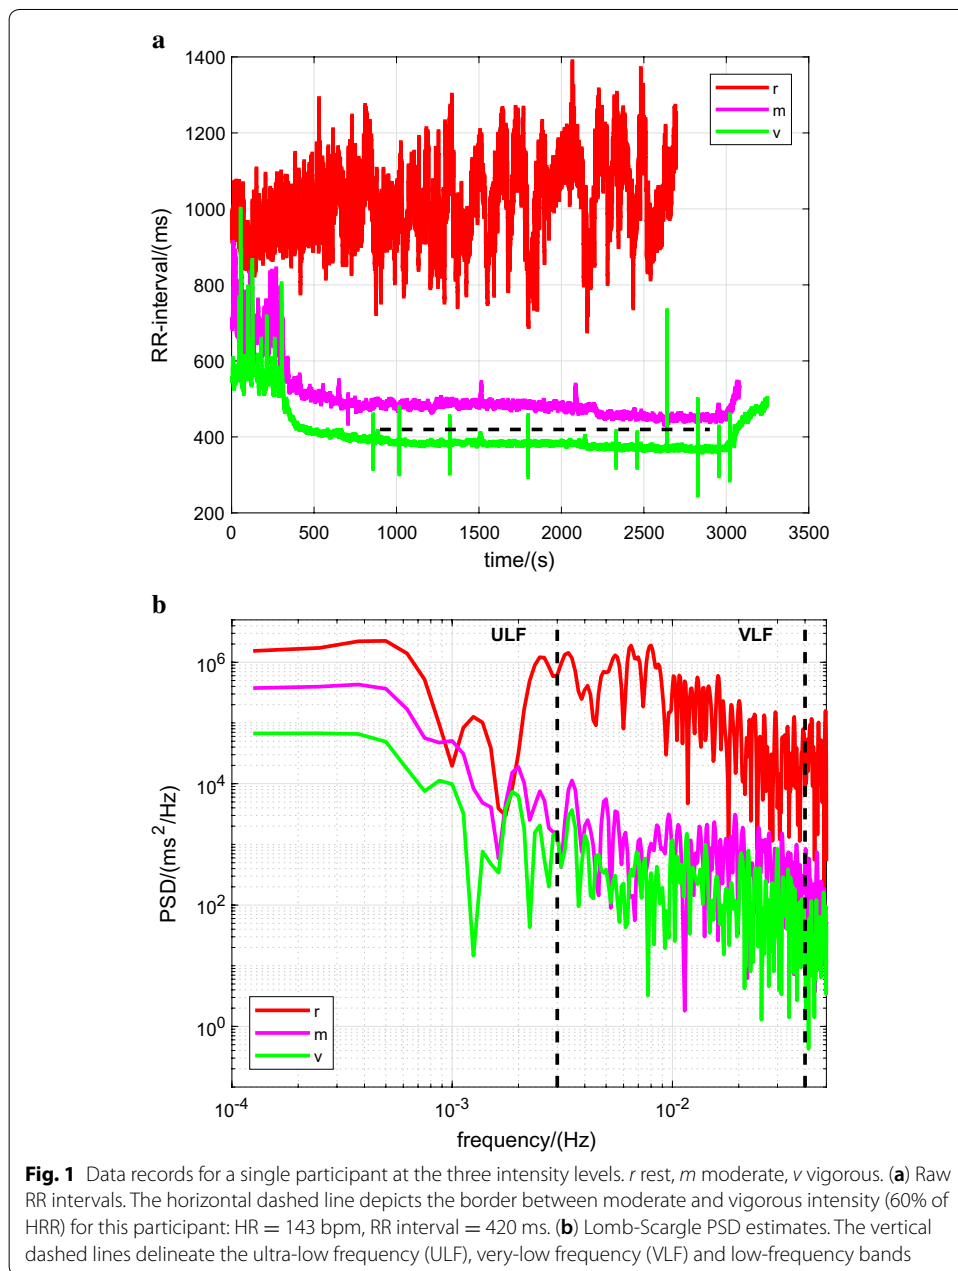 a
1400
1200
1000
800
600
400
200
RR-interval/(ms)
r
m
v
0 500 1000 1500 2000 2500 3000 3500
time/(s)
b
ULF VLF
10^6
10^4
10^2
10^0
PSD/(ms^2/Hz)
r
m
v
10^-4 10^-3 10^-2
frequency/(Hz)
Fig. 1 Data records for a single participant at the three intensity levels. r rest, m moderate, v vigorous. (a) Raw
RR intervals. The horizontal dashed line depicts the border between moderate and vigorous intensity (60% of
HRR) for this participant: HR = 143 bpm, RR interval = 420 ms. (b) Lomb-Scargle PSD estimates. The vertical
dashed lines delineate the ultra-low frequency (ULF), very-low frequency (VLF) and low-frequency bands